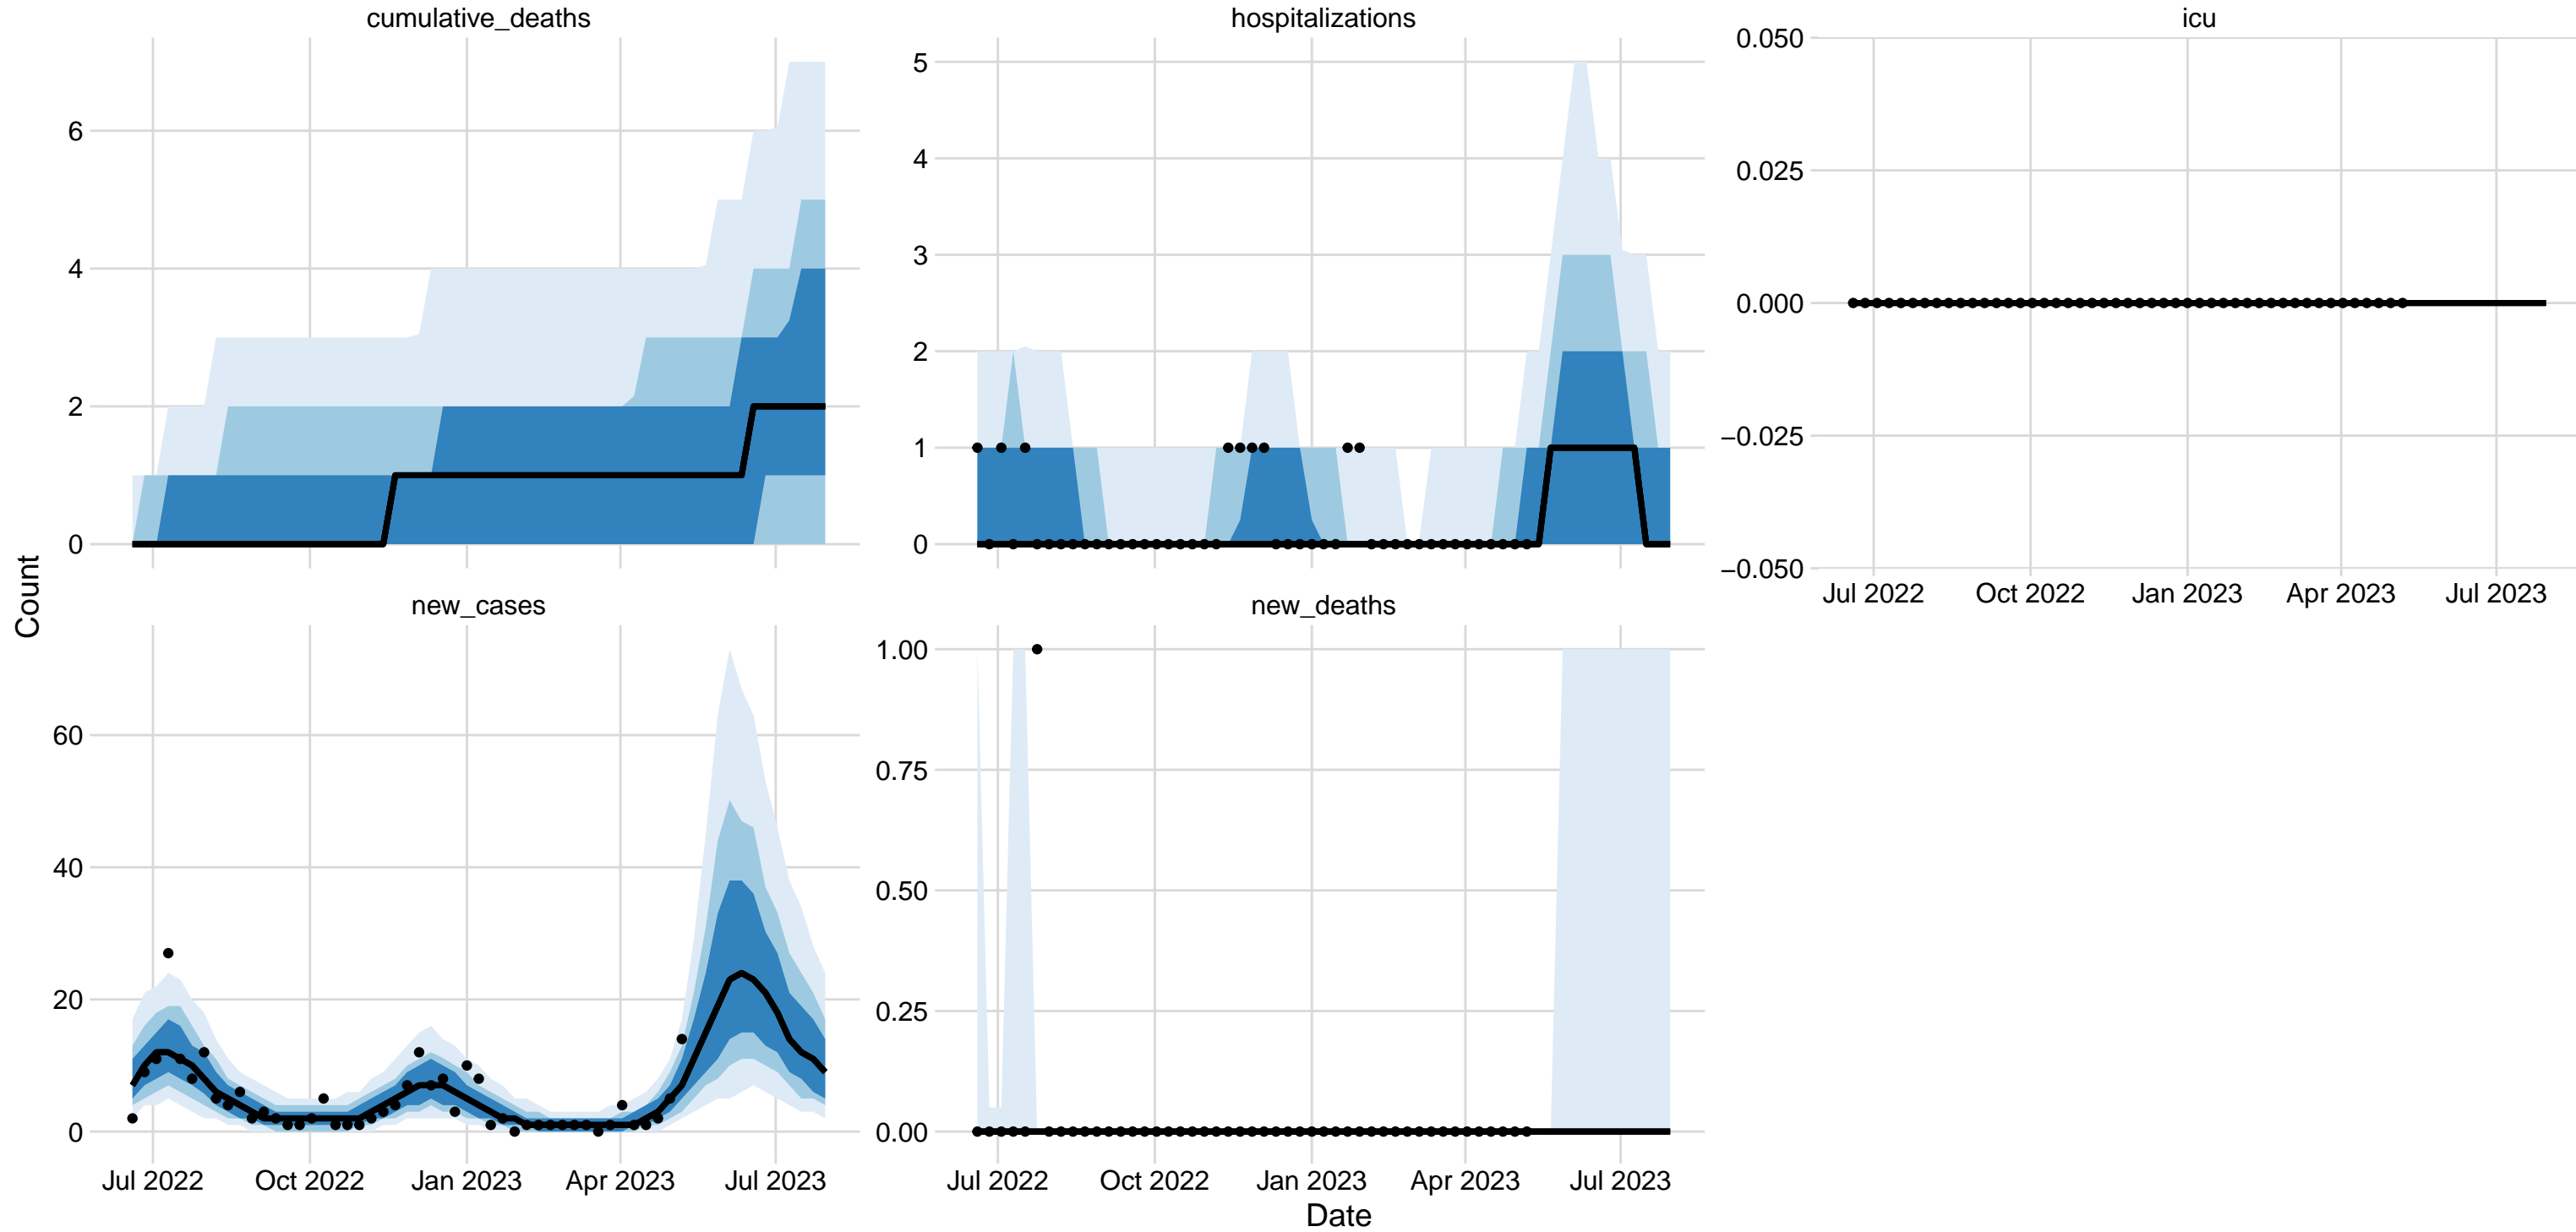 cumulative_deaths
hospitalizations
icu
6
4
2
0
5
4
3
2
1
0
0.050
0.025
0.000
−0.025
−0.050
Jul 2022 Oct 2022 Jan 2023 Apr 2023 Jul 2023
Count
new_cases
new_deaths
60
40
20
0
1.00
0.75
0.50
0.25
0.00
Jul 2022 Oct 2022 Jan 2023 Apr 2023 Jul 2023
Jul 2022 Oct 2022 Jan 2023 Apr 2023 Jul 2023
Date